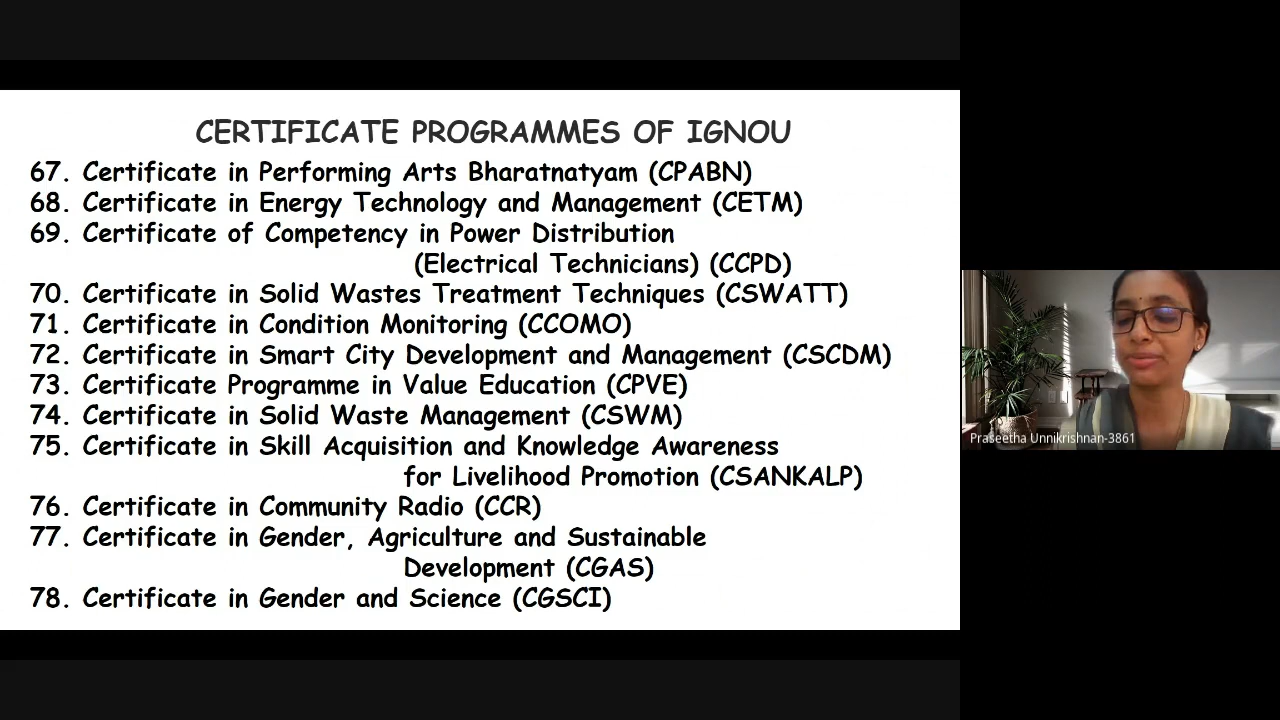 CERTIFICATE PROGRAMMES OF IGNOU
67. Certificate in Performing Arts Bharatnatyam (CPABN)
68. Certificate in Energy Technology and Management (CETM)
69. Certificate of Competency in Power Distribution
(Electrical Technicians) (CCPD)
70. Certificate in Solid Wastes Treatment Techniques (CSWATT)
71. Certificate in Condition Monitoring (CCOMO)
72. Certificate in Smart City Development and Management (CSCDM)
73. Certificate Programme in Value Education (CPVE)
74. Certificate in Solid Waste Management (CSWM)
75. Certificate in Skill Acquisition and Knowledge Awareness
for Livelihood Promotion (CSANKALP)
76. Certificate in Community Radio (CCR)
77. Certificate in Gender, Agriculture and Sustainable
Development (CGAS)
78. Certificate in Gender and Science (CGSCI)
Praseetha Unnikrishnan-3861